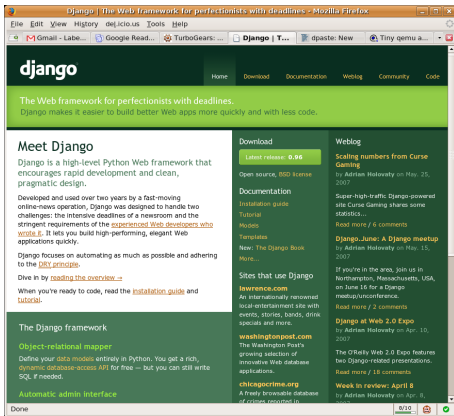 Django | The Web framework for perfectionists with deadlines - Mozilla Firefox
File Edit View History del.icio.us Tools Help
Gmail - Labe... Google Read... TurboGears: ... Django | T... dpaste: New Tiny qemu a...
django
Home Download Documentation Weblog Community Code
The Web framework for perfectionists with deadlines.
Django makes it easier to build better Web apps more quickly and with less code.
Meet Django
Django is a high-level Python Web framework that
encourages rapid development and clean,
pragmatic design.
Developed and used over two years by a fast-moving
online-news operation, Django was designed to handle two
challenges: the intensive deadlines of a newsroom and the
stringent requirements of the experienced Web developers who
wrote it. It lets you build high-performing, elegant Web
applications quickly.
Django focuses on automating as much as possible and adhering
to the DRY principle.
Dive in by reading the overview →
When you're ready to code, read the installation guide and
tutorial.
The Django framework
Object-relational mapper
Define your data models entirely in Python. You get a rich,
dynamic database-access API for free — but you can still write
SQL if needed.
Automatic admin interface
Download
Latest release: 0.96
Open source, BSD license
Documentation
Installation guide
Tutorial
Models
Templates
New: The Django Book
More...
Sites that use Django
lawrence.com
An internationally renowned
local-entertainment site with
events, stories, bands, drink
specials and more.
washingtonpost.com
The Washington Post's
growing selection of
innovative Web database
applications.
chicagocrime.org
A freely browsable database
of crimes reported in
Weblog
Scaling numbers from Curse
Gaming
by Adrian Holovaty on May. 25,
2007
Super-high-traffic Django-powered
site Curse Gaming shares some
statistics...
Read more / 6 comments
Django.June: A Django meetup
by Adrian Holovaty on May. 15,
2007
If you're in the area, join us in
Northampton, Massachusetts, USA,
on June 16 for a Django
meetup/unconference.
Read more / 2 comments
Django at Web 2.0 Expo
by Adrian Holovaty on Apr. 10,
2007
The O'Reilly Web 2.0 Expo features
two Django-related presentations.
Read more / 18 comments
Week in review: April 8
by Adrian Holovaty on Apr. 8,
Done
8/10